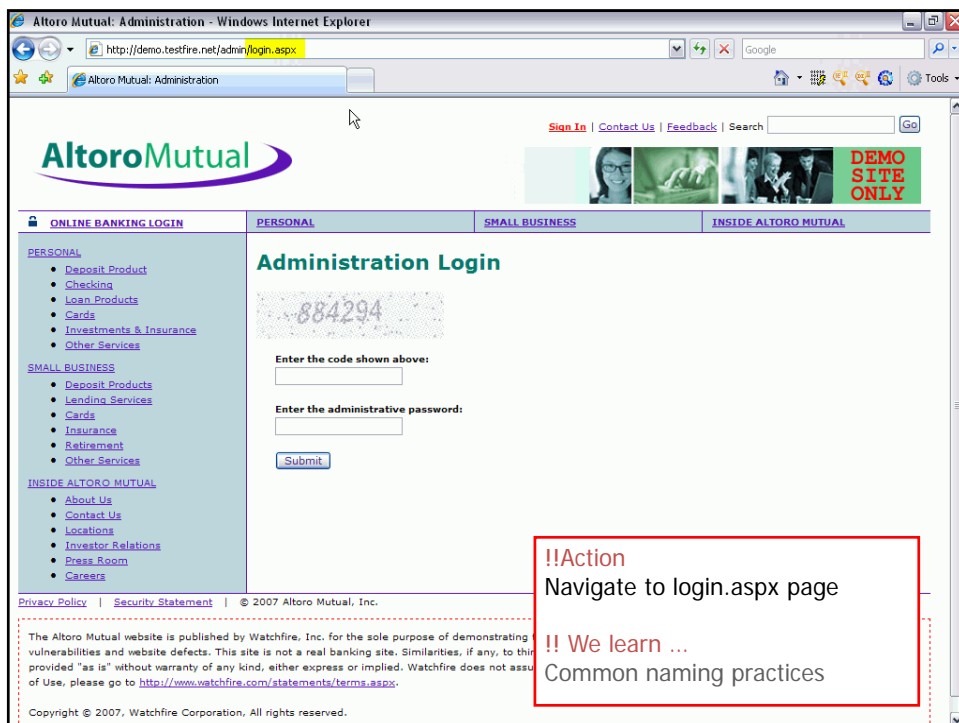 Altoro Mutual: Administration - Windows Internet Explorer
http://demo.testfire.net/admin/login.aspx
Google
Altoro Mutual: Administration
Tools
Sign In | Contact Us | Feedback | Search
Go
AltoroMutual
DEMO
SITE
ONLY
ONLINE BANKING LOGIN
PERSONAL
SMALL BUSINESS
INSIDE ALTORO MUTUAL
PERSONAL
Deposit Product
Checking
Loan Products
Cards
Investments & Insurance
Other Services
SMALL BUSINESS
Deposit Products
Lending Services
Cards
Insurance
Retirement
Other Services
INSIDE ALTORO MUTUAL
About Us
Contact Us
Locations
Investor Relations
Press Room
Careers
Administration Login
884294
Enter the code shown above:
Enter the administrative password:
Submit
!!Action
Navigate to login.aspx page
!! We learn ...
Common naming practices
Privacy Policy | Security Statement | © 2007 Altoro Mutual, Inc.
The Altoro Mutual website is published by Watchfire, Inc. for the sole purpose of demonstrating
vulnerabilities and website defects. This site is not a real banking site. Similarities, if any, to
provided "as is" without warranty of any kind, either express or implied. Watchfire does not
of Use, please go to http://www.watchfire.com/statements/terms.aspx.
Copyright © 2007, Watchfire Corporation, All rights reserved.